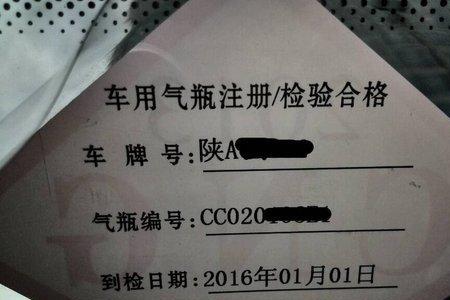 车用气瓶注册/检验合格
车牌号:陕A
气瓶编号:CC020
到检日期:2016年01月01日